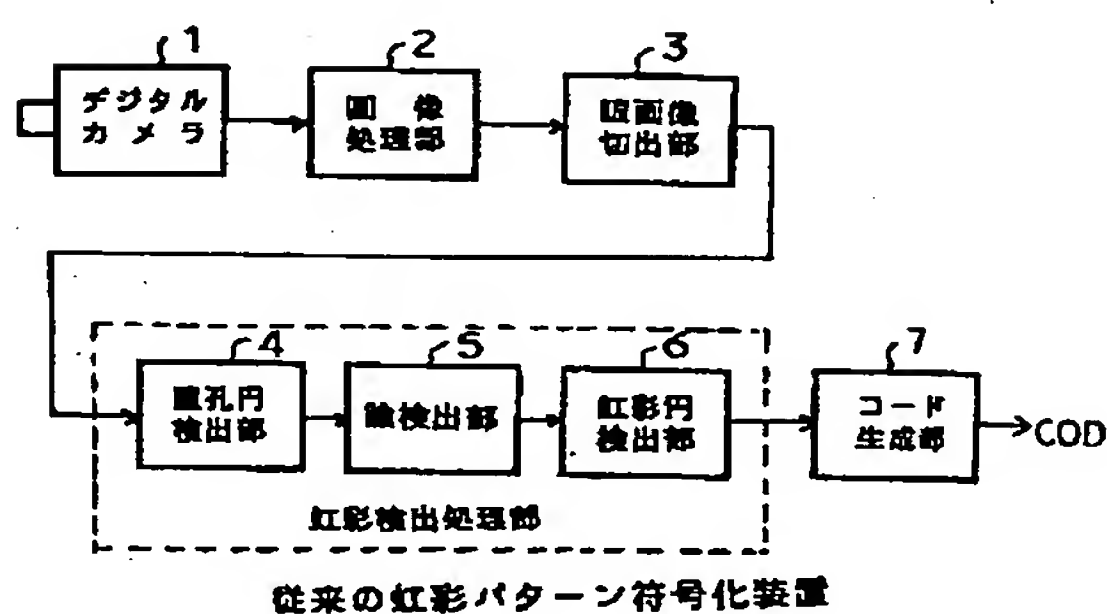 1
デジタル
カメラ
2
画像
処理部
3
眼画像
切出部
4
瞳孔円
検出部
5
瞼検出部
6
虹彩円
検出部
7
コード
生成部
COD
虹彩検出処理部
従来の虹彩パターン符号化装置